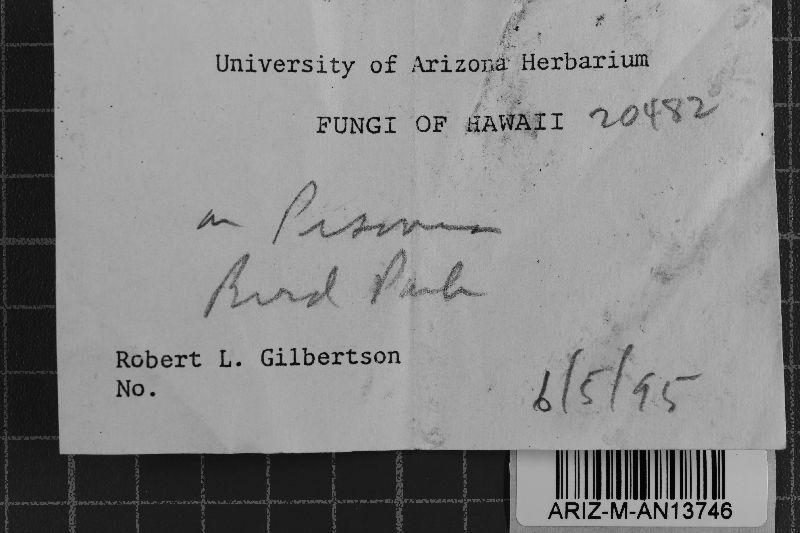 University of Arizona Herbarium
FUNGI OF HAWAII 20482
on Pisonia
Bird Park
Robert L. Gilbertson
No.
6/5/95
ARIZ-M-AN13746